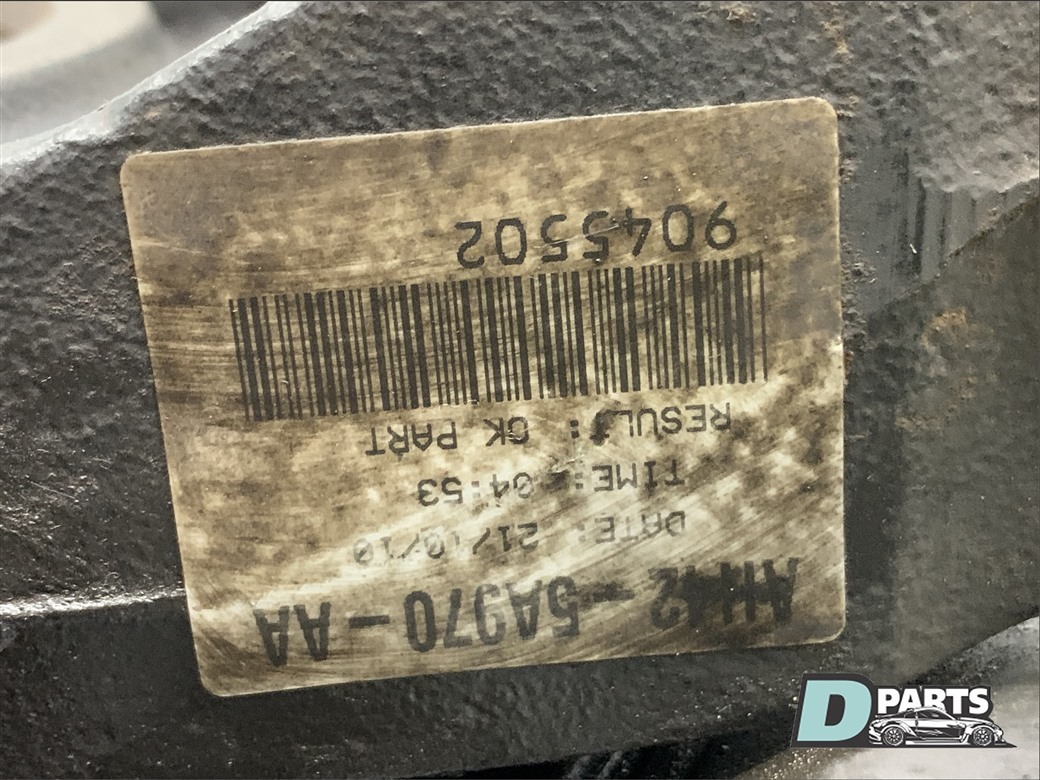 AH42-5A970-AA
DATE: 21/10/10
TIME: 04:53
RESULT: OK PART
9045502
D PARTS